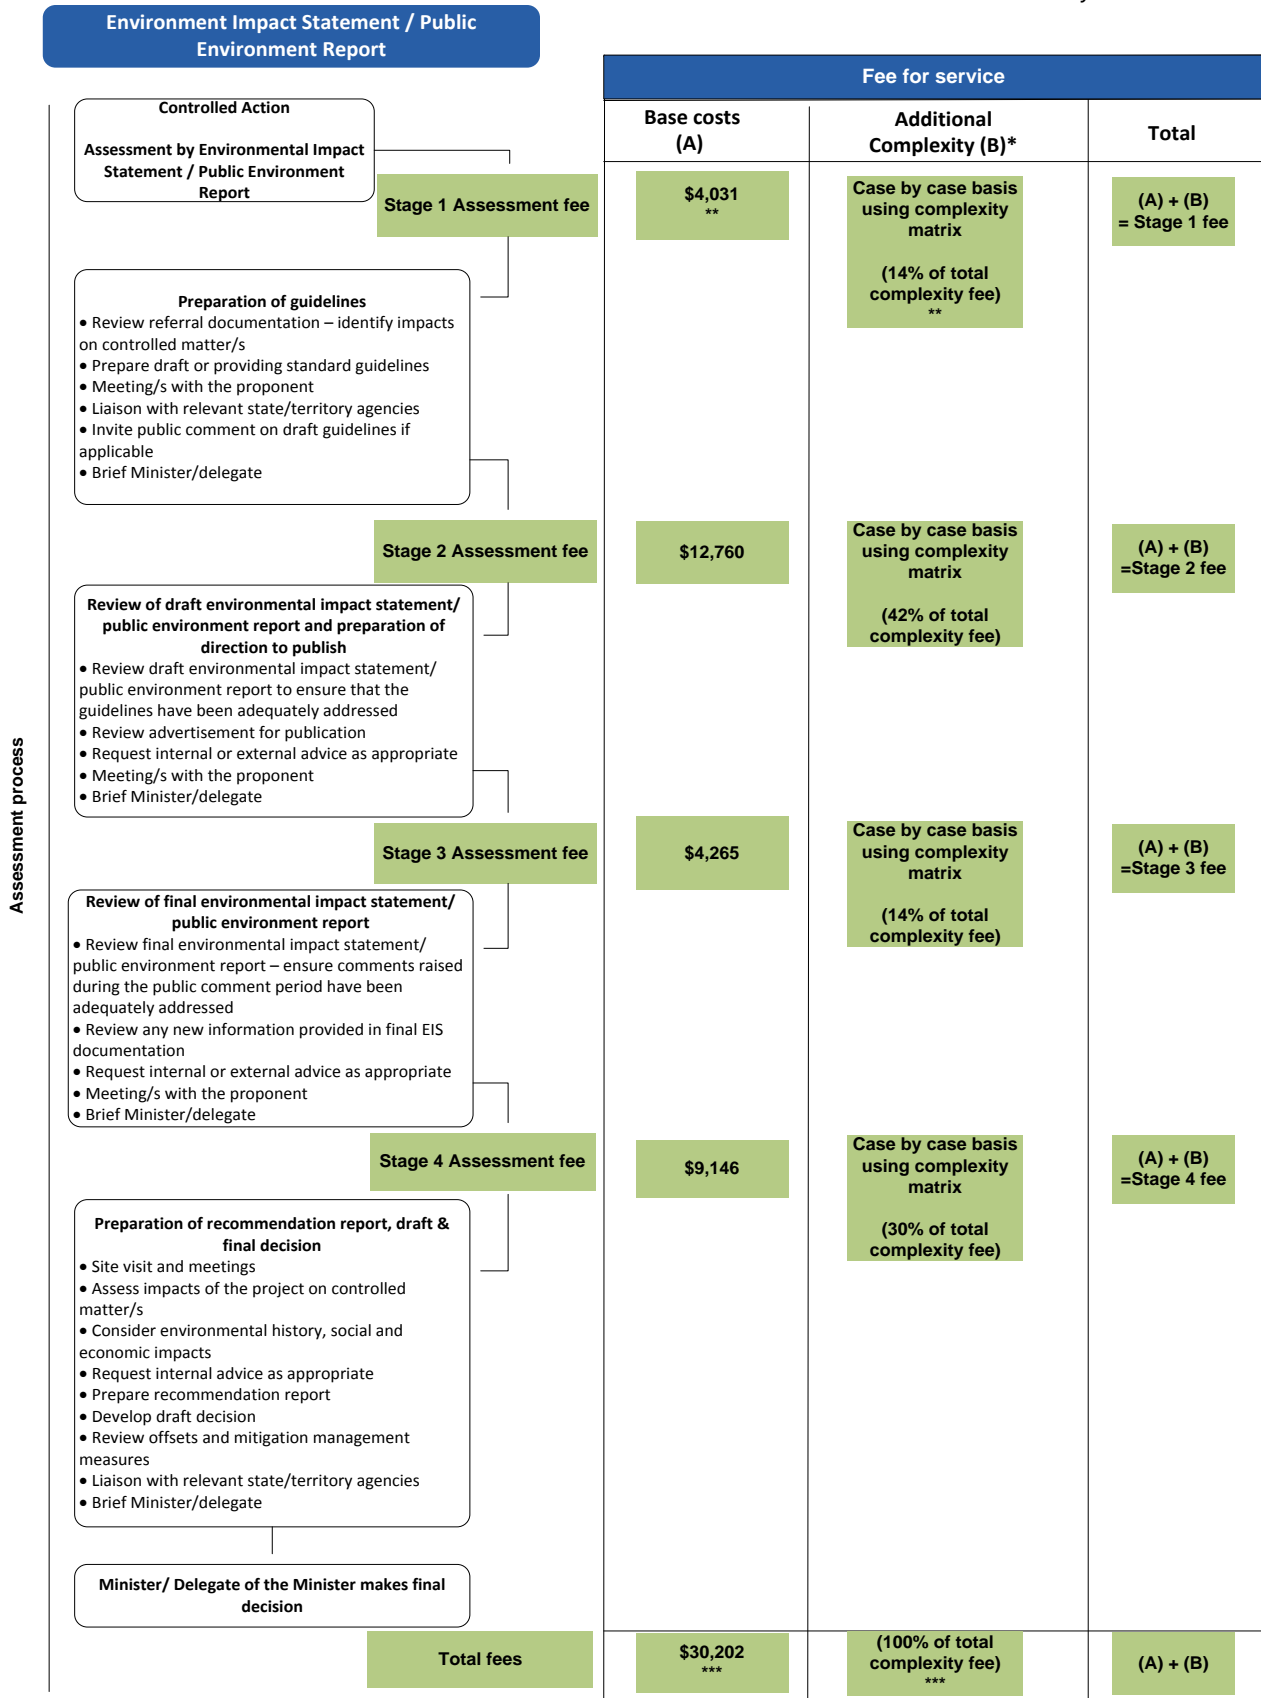 Environment Impact Statement / Public
Environment Report
Fee for service
Base costs
(A)
Additional
Complexity (B)*
Total
Assessment process
Controlled Action
Assessment by Environmental Impact
Statement / Public Environment
Report
Stage 1 Assessment fee
$4,031
**
Case by case basis
using complexity
matrix
(14% of total
complexity fee)
**
(A) + (B)
= Stage 1 fee
Preparation of guidelines
• Review referral documentation – identify impacts
on controlled matter/s
• Prepare draft or providing standard guidelines
• Meeting/s with the proponent
• Liaison with relevant state/territory agencies
• Invite public comment on draft guidelines if
applicable
• Brief Minister/delegate
Stage 2 Assessment fee
$12,760
Case by case basis
using complexity
matrix
(42% of total
complexity fee)
(A) + (B)
=Stage 2 fee
Review of draft environmental impact statement/
public environment report and preparation of
direction to publish
• Review draft environmental impact statement/
public environment report to ensure that the
guidelines have been adequately addressed
• Review advertisement for publication
• Request internal or external advice as appropriate
• Meeting/s with the proponent
• Brief Minister/delegate
Stage 3 Assessment fee
$4,265
Case by case basis
using complexity
matrix
(14% of total
complexity fee)
(A) + (B)
=Stage 3 fee
Review of final environmental impact statement/
public environment report
• Review final environmental impact statement/
public environment report – ensure comments raised
during the public comment period have been
adequately addressed
• Review any new information provided in final EIS
documentation
• Request internal or external advice as appropriate
• Meeting/s with the proponent
• Brief Minister/delegate
Stage 4 Assessment fee
$9,146
Case by case basis
using complexity
matrix
(30% of total
complexity fee)
(A) + (B)
=Stage 4 fee
Preparation of recommendation report, draft &
final decision
• Site visit and meetings
• Assess impacts of the project on controlled
matter/s
• Consider environmental history, social and
economic impacts
• Request internal advice as appropriate
• Prepare recommendation report
• Develop draft decision
• Review offsets and mitigation management
measures
• Liaison with relevant state/territory agencies
• Brief Minister/delegate
Minister/ Delegate of the Minister makes final
decision
Total fees
$30,202
***
(100% of total
complexity fee)
***
(A) + (B)